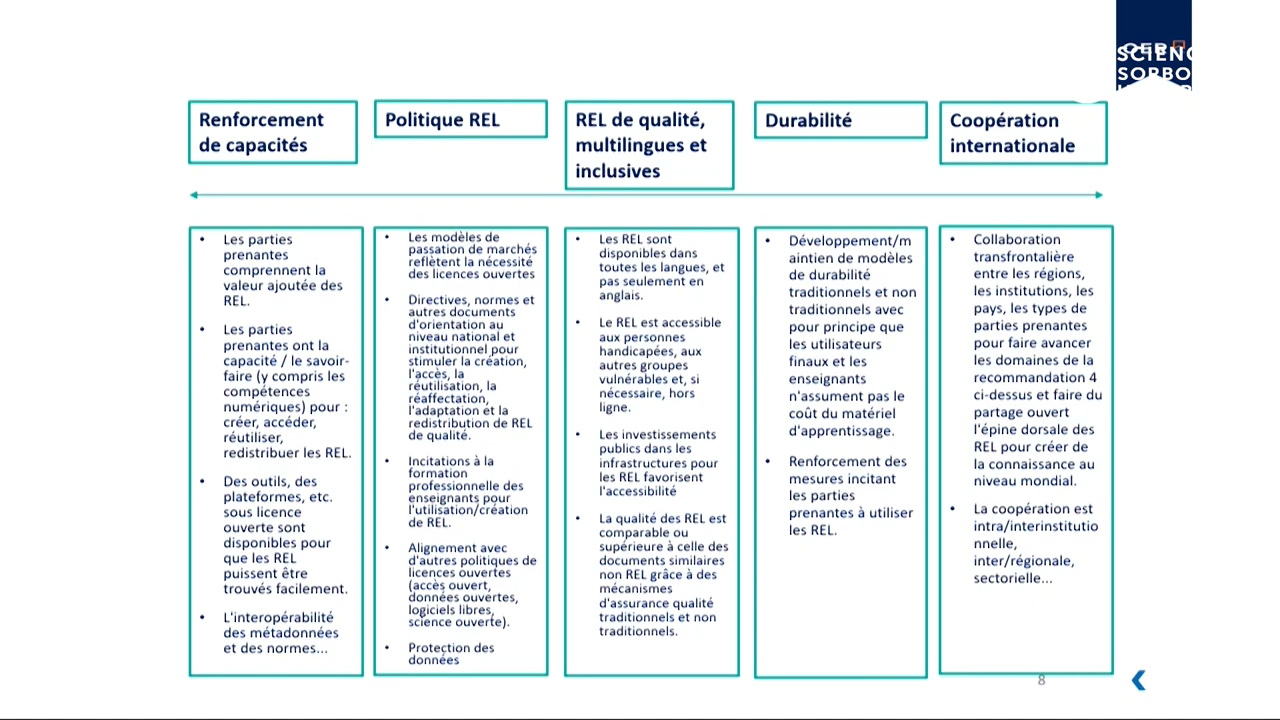 OER
SCIENC
SORBO
Renforcement
de capacités
Politique REL
REL de qualité,
multilingues et
inclusives
Durabilité
Coopération
internationale
• Les parties
prenantes
comprennent la
valeur ajoutée des
REL.
• Les parties
prenantes ont la
capacité / le savoir-
faire (y compris les
compétences
numériques) pour :
créer, accéder,
réutiliser,
redistribuer les REL.
• Des outils, des
plateformes, etc.
sous licence
ouverte sont
disponibles pour
que les REL
puissent être
trouvés facilement.
• L'interopérabilité
des métadonnées
et des normes...
• Les modèles de
passation de marchés
reflètent la nécessité
des licences ouvertes
• Directives, normes et
autres documents
d'orientation au
niveau national et
institutionnel pour
stimuler la création,
l'accès, la
réutilisation, la
réaffectation,
l'adaptation et la
redistribution de REL
de qualité.
• Incitations à la
formation
professionnelle des
enseignants pour
l'utilisation/création
de REL.
• Alignement avec
d'autres politiques de
licences ouvertes
(accès ouvert,
données ouvertes,
logiciels libres,
science ouverte).
• Protection des
données
• Les REL sont
disponibles dans
toutes les langues, et
pas seulement en
anglais.
• Le REL est accessible
aux personnes
handicapées, aux
autres groupes
vulnérables et, si
nécessaire, hors
ligne.
• Les investissements
publics dans les
infrastructures pour
les REL favorisent
l'accessibilité
• La qualité des REL est
comparable ou
supérieure à celle des
documents similaires
non REL grâce à des
mécanismes
d'assurance qualité
traditionnels et non
traditionnels.
• Développement/m
aintien de modèles
de durabilité
traditionnels et non
traditionnels avec
pour principe que
les utilisateurs
finaux et les
enseignants
n'assument pas le
coût du matériel
d'apprentissage.
• Renforcement des
mesures incitant
les parties
prenantes à utiliser
les REL.
• Collaboration
transfrontalière
entre les régions,
les institutions, les
pays, les types de
parties prenantes
pour faire avancer
les domaines de la
recommandation 4
ci-dessus et faire du
partage ouvert
l'épine dorsale des
REL pour créer de
la connaissance au
niveau mondial.
• La coopération est
intra/interinstitutio
nnelle,
inter/régionale,
sectorielle...
8